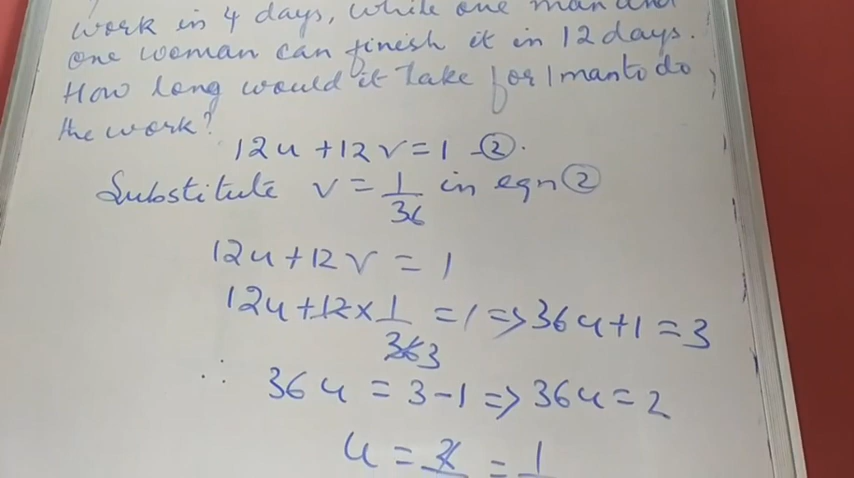 work in 4 days, while one man and
one woman can finish it in 12 days.
How long would it take for 1 man to do
the work?
12u + 12v = 1 - ②.
Substitute v = 1/36 in eqn ②
12u + 12v = 1
12u + 12 × 1/36 3 = 1 => 36u + 1 = 3
∴ 36u = 3 - 1 => 36u = 2
u = 2 = 1